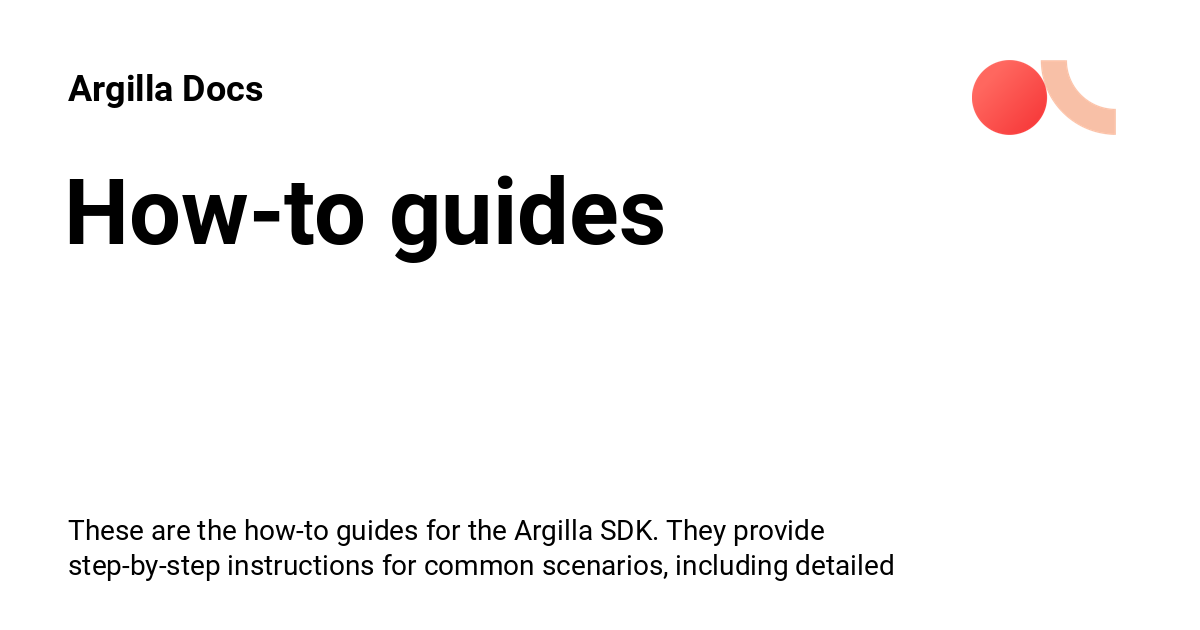 Argilla Docs
How-to guides
These are the how-to guides for the Argilla SDK. They provide
step-by-step instructions for common scenarios, including detailed